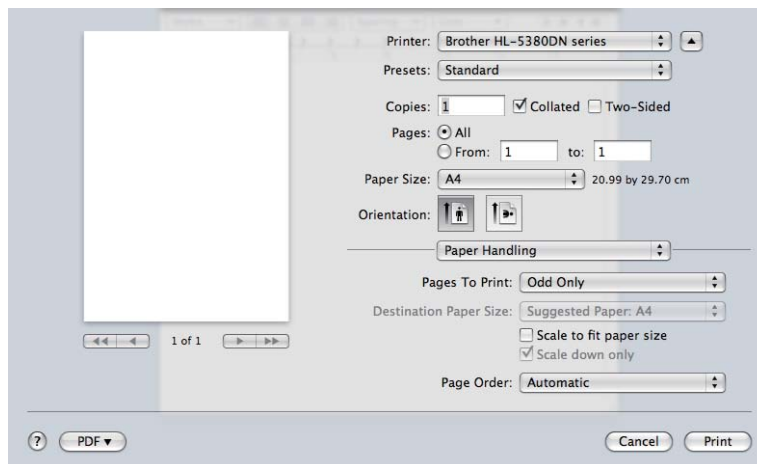 Printer: Brother HL-5380DN series
Presets: Standard
Copies: 1 Collated Two-Sided
Pages: All
From: 1 to: 1
Paper Size: A4 20.99 by 29.70 cm
Orientation:
Paper Handling
Pages To Print: Odd Only
Destination Paper Size: Suggested Paper: A4
Scale to fit paper size
1 of 1
Scale down only
Page Order: Automatic
? PDF Cancel Print